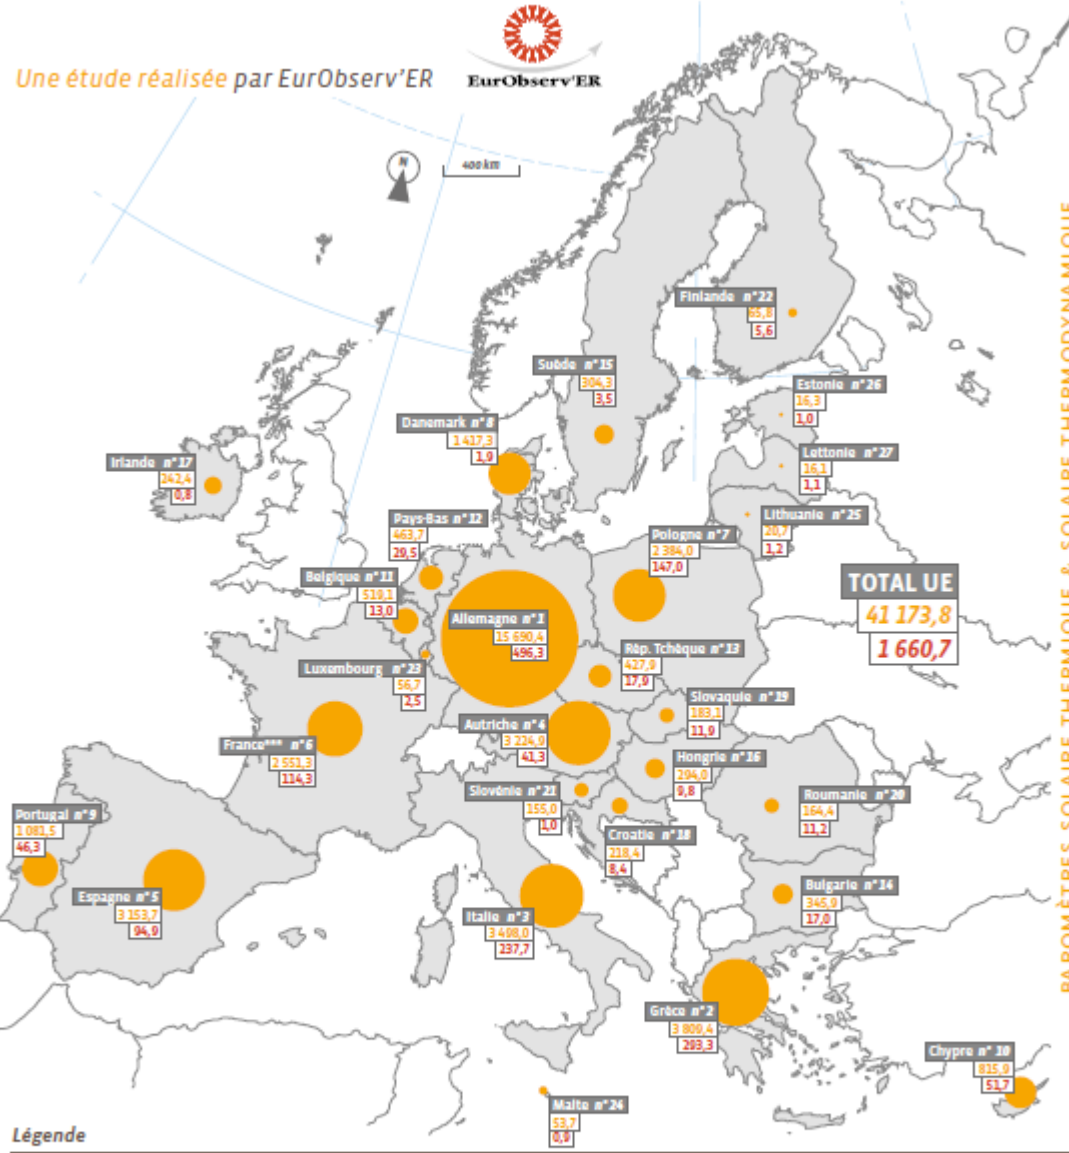 Une étude réalisée par EurObserv'ER
EurObserv'ER
N
400 km
Finlande n°22
65,8
5,6
Suède n°15
304,3
3,5
Estonie n°26
16,3
1,0
Danemark n°8
1 417,3
1,9
Lettonie n°27
16,1
1,1
Irlande n°17
242,4
0,8
Lithuanie n°25
20,7
1,2
Pays-Bas n°12
463,7
29,5
Pologne n°7
2 384,0
147,0
Belgique n°11
519,1
13,0
TOTAL UE
41 173,8
1 660,7
Allemagne n°1
15 690,4
496,3
Rép. Tchèque n°13
427,9
17,9
Luxembourg n°23
56,7
2,5
Slovaquie n°19
183,1
11,9
Autriche n°4
3 224,9
41,3
France*** n°6
2 551,3
114,3
Hongrie n°16
294,0
9,8
Slovénie n°21
155,0
1,0
Roumanie n°20
164,4
11,2
Portugal n°9
1 081,5
46,3
Croatie n°18
218,4
8,4
Bulgarie n°14
345,9
17,0
Espagne n°5
3 153,7
94,9
Italie n°3
3 498,0
237,7
Grèce n°2
3 809,4
293,3
Chypre n° 10
815,9
51,7
Malte n°24
53,7
0,9
Légende
BAROMÈTRES SOLAIRE THERMIQUE & SOLAIRE THERMODYNAMIQUE